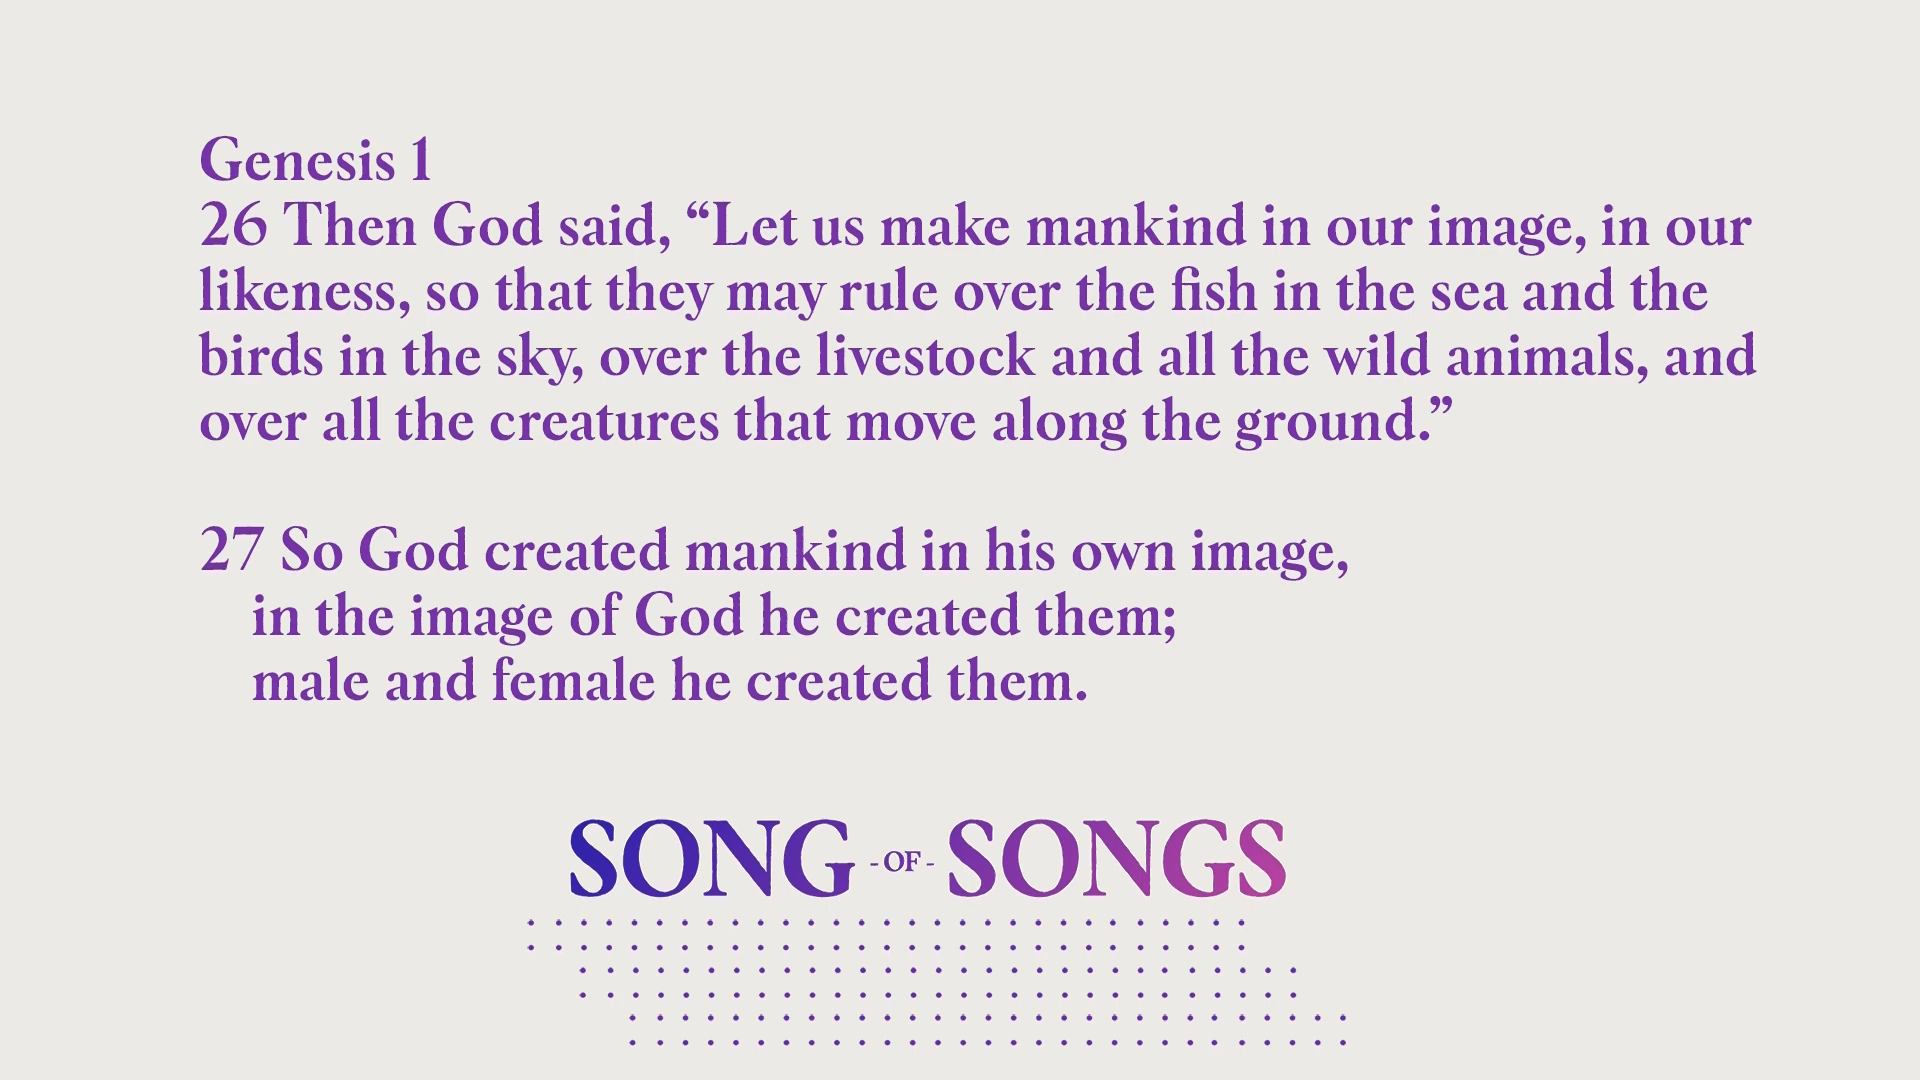 Genesis 1
26 Then God said, “Let us make mankind in our image, in our
likeness, so that they may rule over the fish in the sea and the
birds in the sky, over the livestock and all the wild animals, and
over all the creatures that move along the ground.”
27 So God created mankind in his own image,
in the image of God he created them;
male and female he created them.
SONG -OF- SONGS